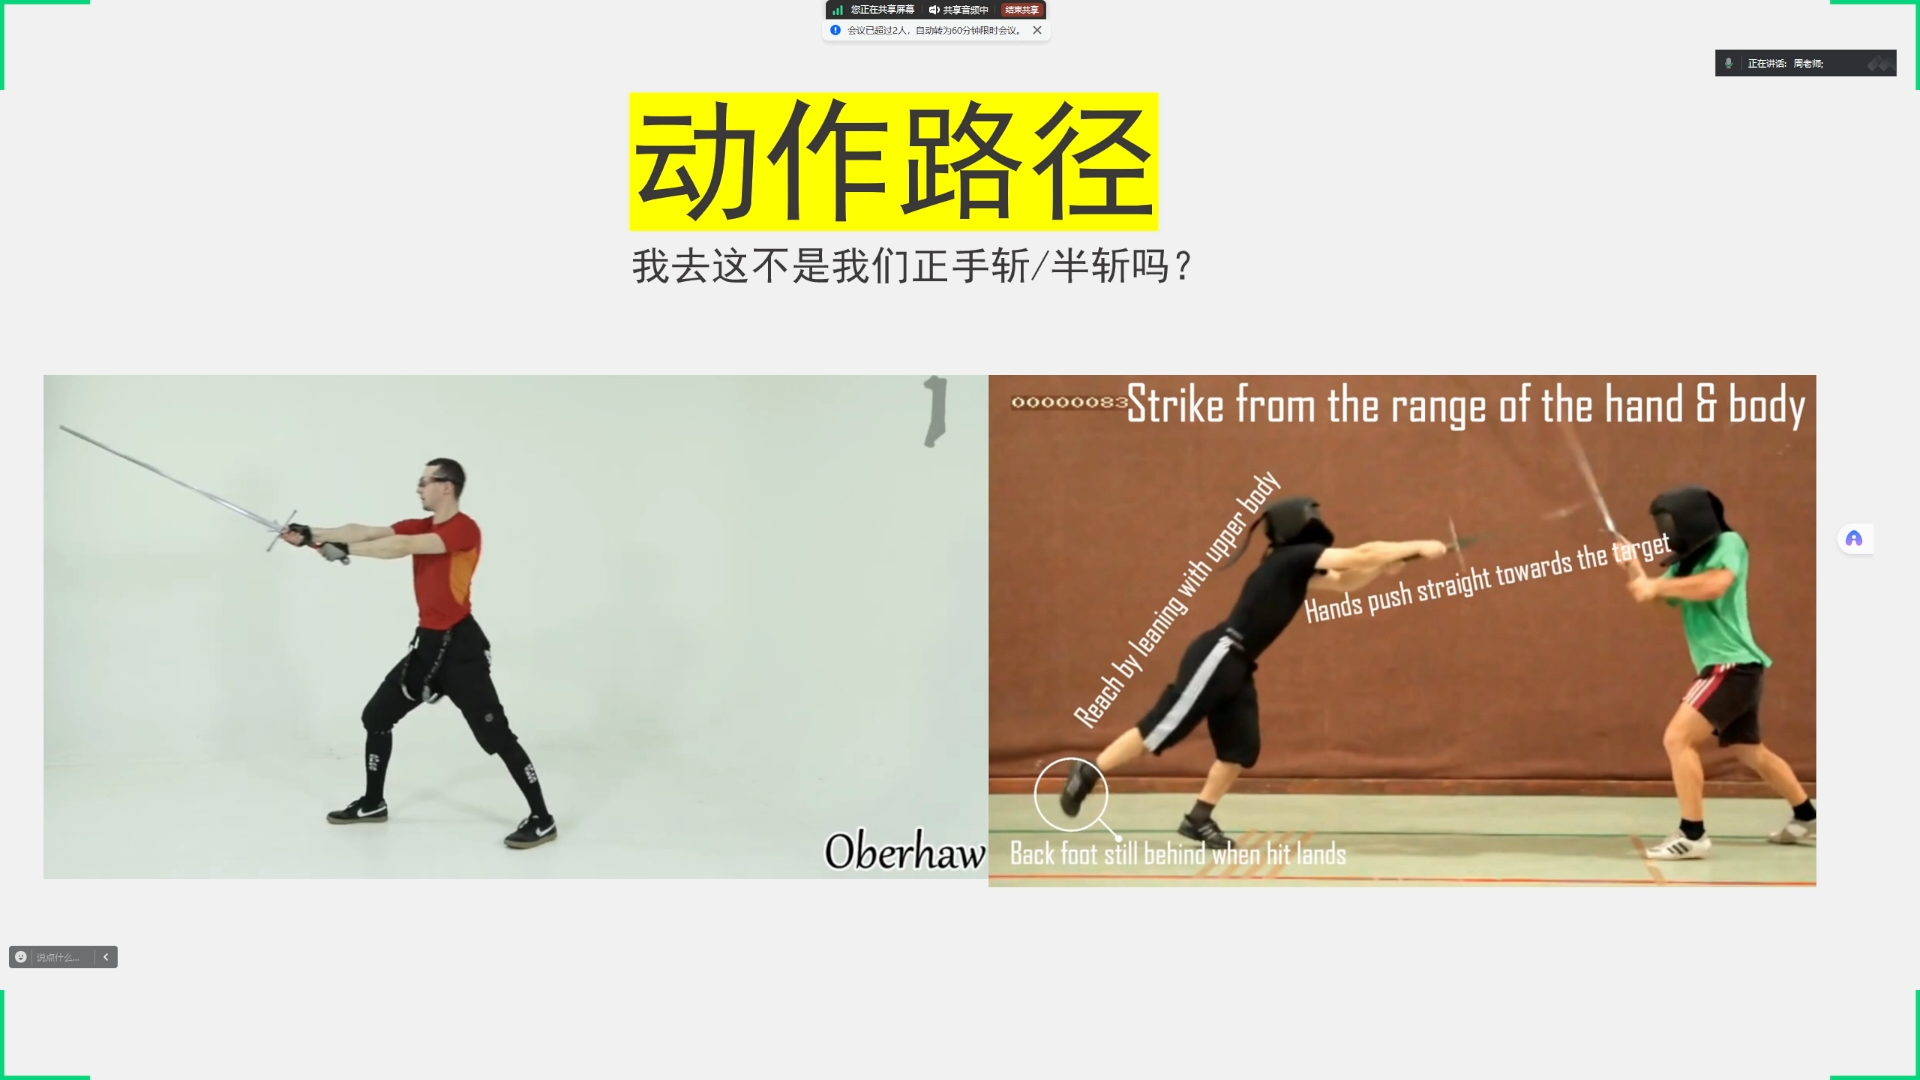 您正在共享屏幕 共享音频中 结束共享
会议已超过2人，自动转为60分钟限时会议。
正在讲话: 周老师;
动作路径
我去这不是我们正手斩/半斩吗？
1
00000083
Strike from the range of the hand & body
Reach by leaning with upper body
Hands push straight towards the target
Oberhaw
Back foot still behind when hit lands
说点什么...